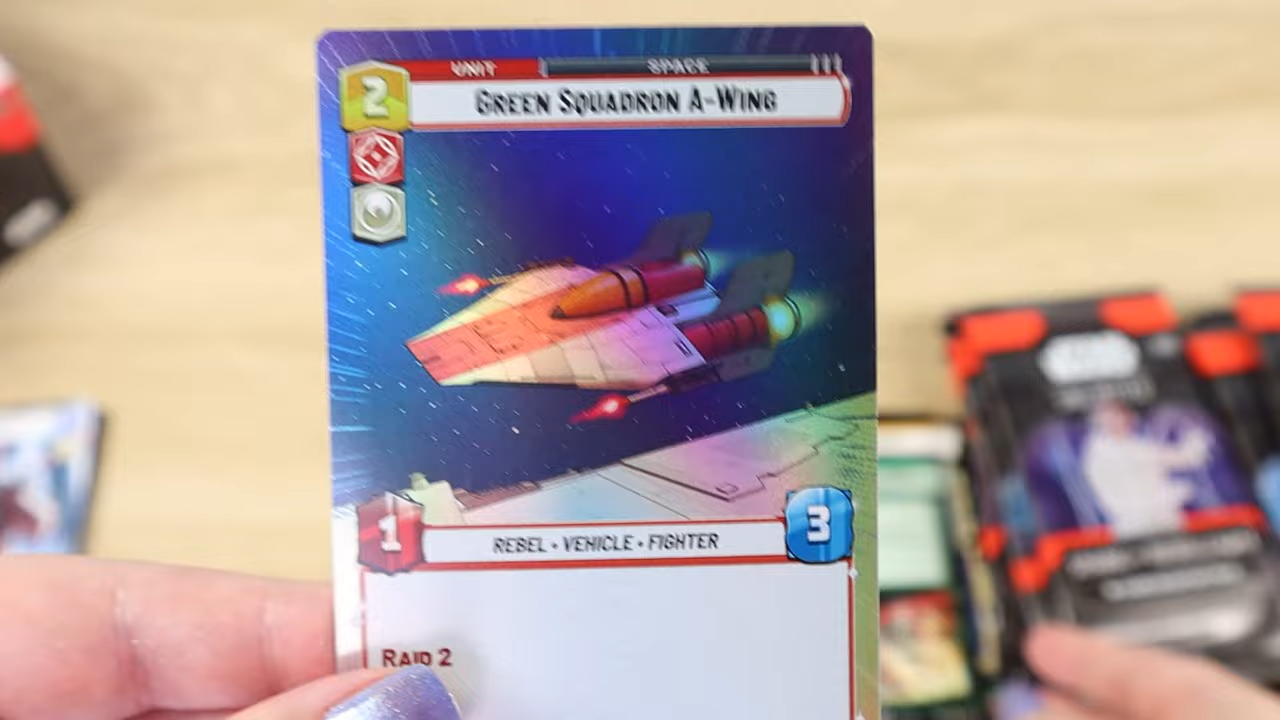 UNIT SPACE
2 GREEN SQUADRON A-WING
1 REBEL • VEHICLE • FIGHTER 3
RAID 2